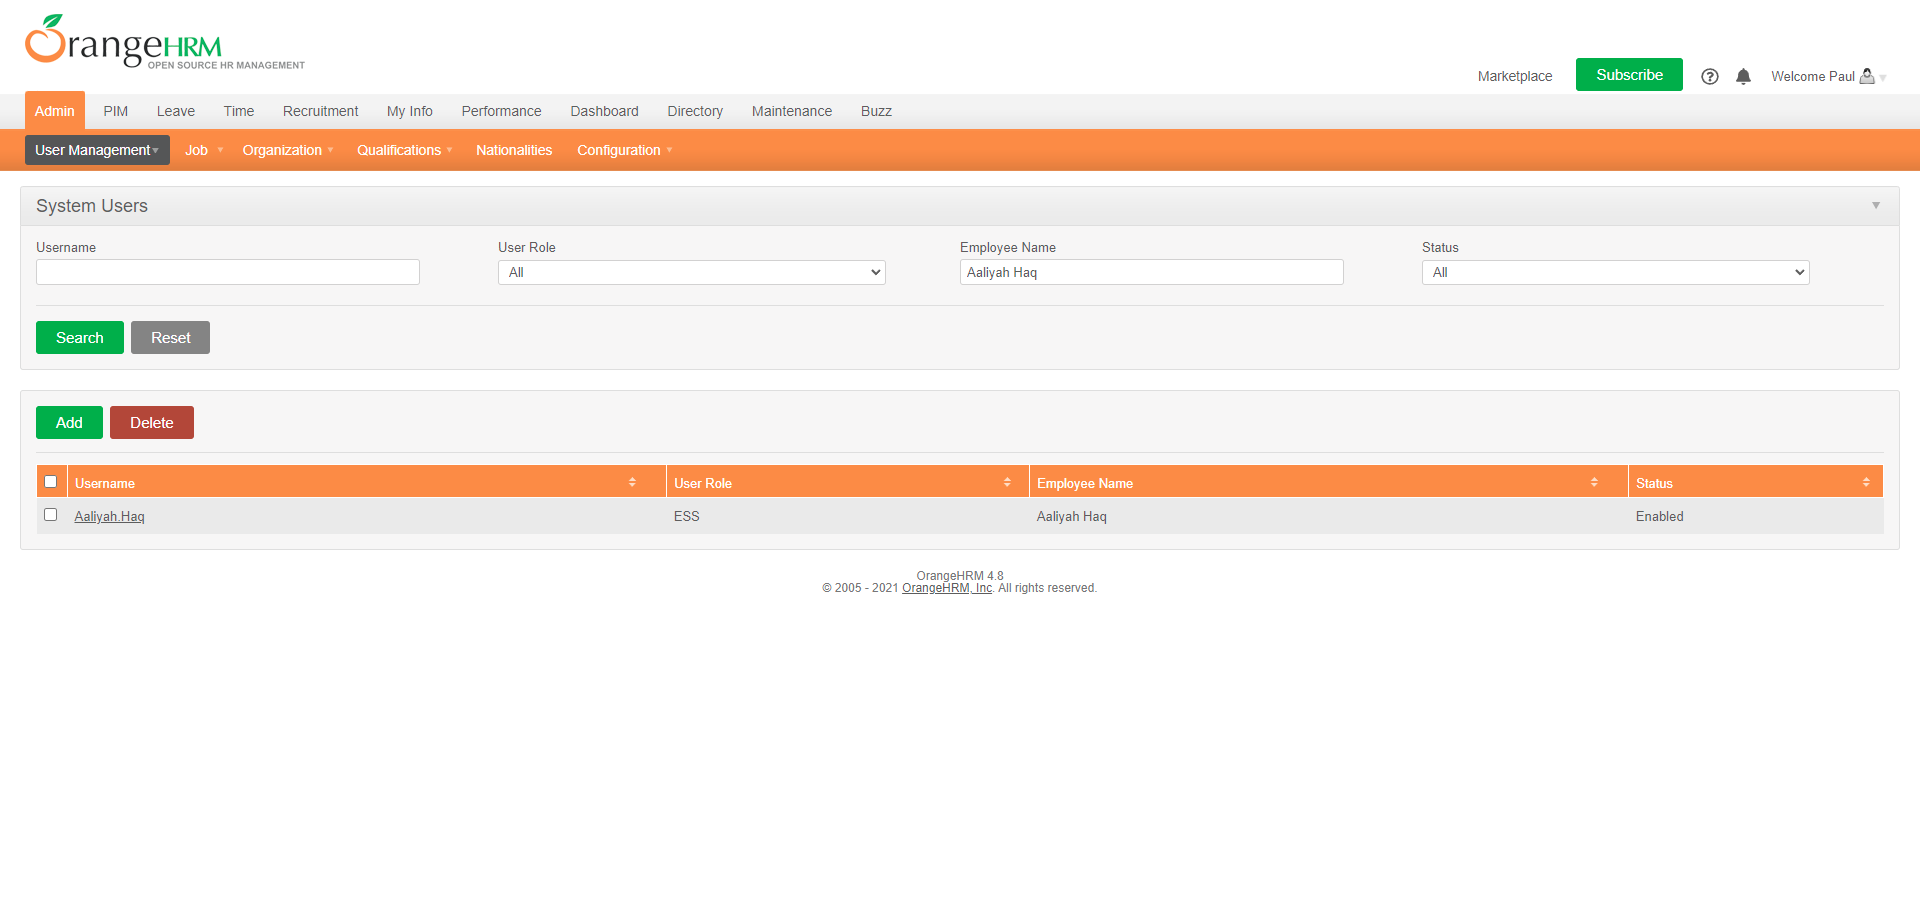 OrangeHRM
OPEN SOURCE HR MANAGEMENT
Marketplace Subscribe Welcome Paul
Admin PIM Leave Time Recruitment My Info Performance Dashboard Directory Maintenance Buzz
User Management Job Organization Qualifications Nationalities Configuration
System Users
Username User Role Employee Name Status
All Aaliyah Haq All
Search Reset
Add Delete
Username User Role Employee Name Status
Aaliyah.Haq ESS Aaliyah Haq Enabled
OrangeHRM 4.8
© 2005 - 2021 OrangeHRM, Inc. All rights reserved.